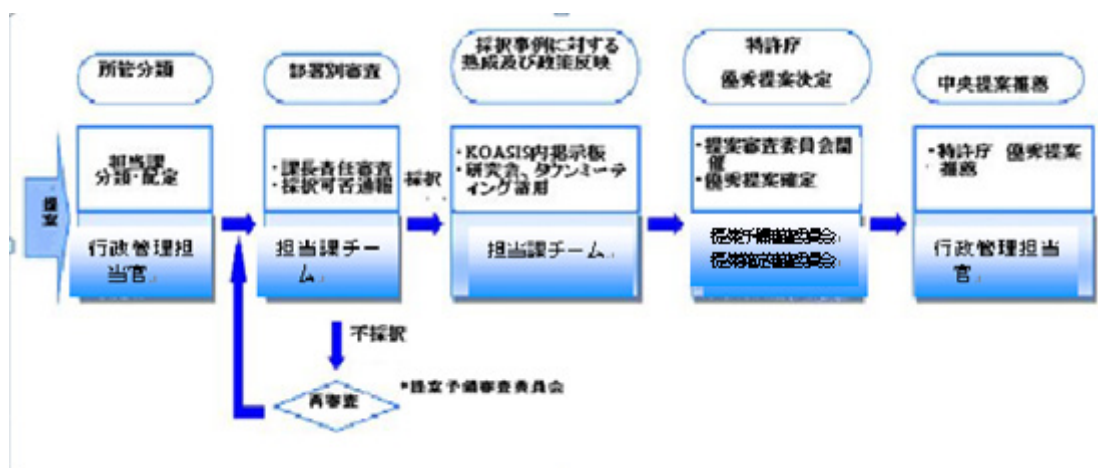 所管分類
部署別審査
採択事例に対する
熟成及び政策反映
特許庁
優秀提案決定
中央提案推薦
提案
担当課
分類・配定
・課長責任審査
・採択可否通報
採択
・KOASIS内掲示板
・研究会、タウンミーテ
ィング活用
・提案審査委員会開
催
・優秀提案確定
・特許庁 優秀提案
推薦
行政管理担
当官.
担当課チー
ム.
担当課チーム.
行政管理担当
官.
不採択
再審査
*提案予備審査委員会